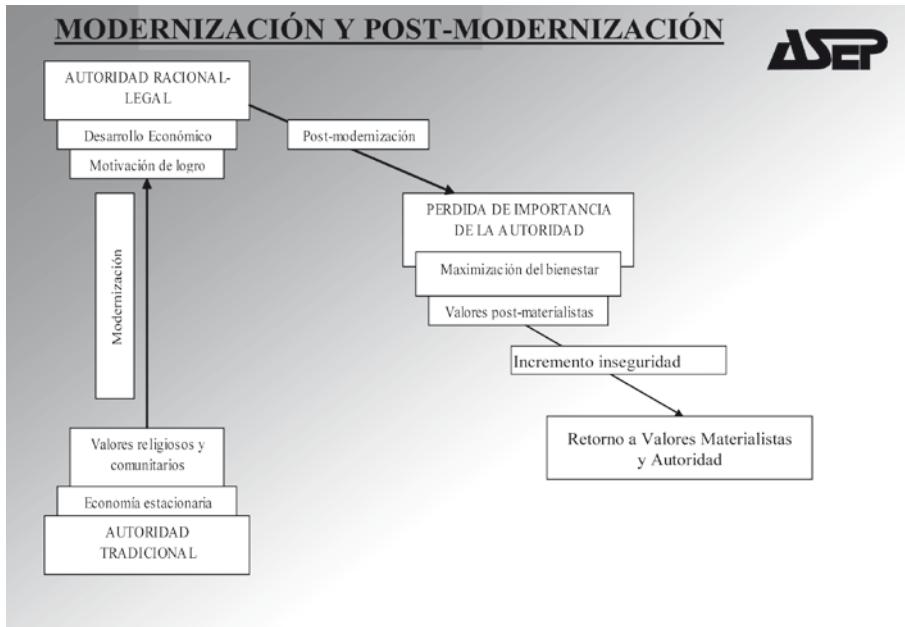 MODERNIZACIÓN Y POST-MODERNIZACIÓN
ASEP
AUTORIDAD RACIONAL-
LEGAL
Desarrollo Económico
Motivación de logro
Post-modernización
PERDIDA DE IMPORTANCIA
DE LA AUTORIDAD
Maximización del bienestar
Valores post-materialistas
Modernización
Incremento inseguridad
Retorno a Valores Materialistas
y Autoridad
Valores religiosos y
comunitarios
Economía estacionaria
AUTORIDAD
TRADICIONAL